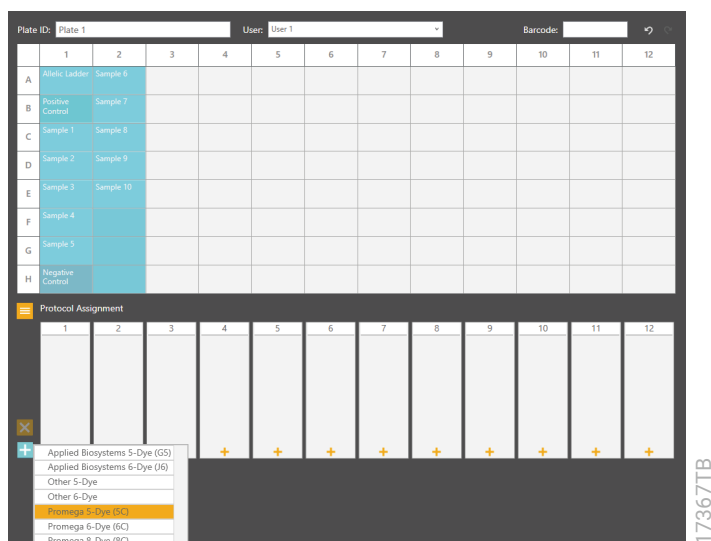 Plate ID: Plate 1 User: User 1 Barcode:
1 2 3 4 5 6 7 8 9 10 11 12
A Allelic Ladder Sample 6
B Positive Control Sample 7
C Sample 1 Sample 8
D Sample 2 Sample 9
E Sample 3 Sample 10
F Sample 4
G Sample 5
H Negative Control
Protocol Assignment
1 2 3 4 5 6 7 8 9 10 11 12
Applied Biosystems 5-Dye (G5)
Applied Biosystems 6-Dye (J6)
Other 5-Dye
Other 6-Dye
Promega 5-Dye (5C)
Promega 6-Dye (6C)
Promega 8-Dye (8C)
17367TB